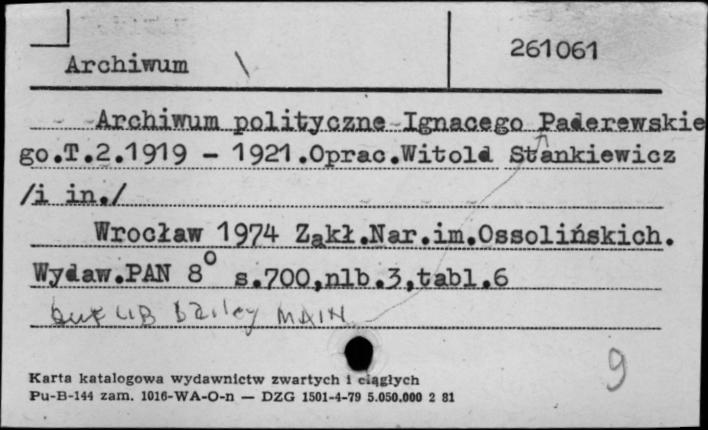 261061
Archiwum
Archiwum polityczne Ignacego Paderewskie
go.T.2.1919 - 1921.Oprac.Witold Stankiewicz
/i in./
Wrocław 1974 Zakł.Nar.im.Ossolińskich.
Wydaw.PAN 8° s.700,nlb.3,tabl.6
LIB Bailey MAIN
9
Karta katalogowa wydawnictw zwartych i ciągłych
Pu-B-144 zam. 1016-WA-O-n — DZG 1501-4-79 5.050.000 2 81